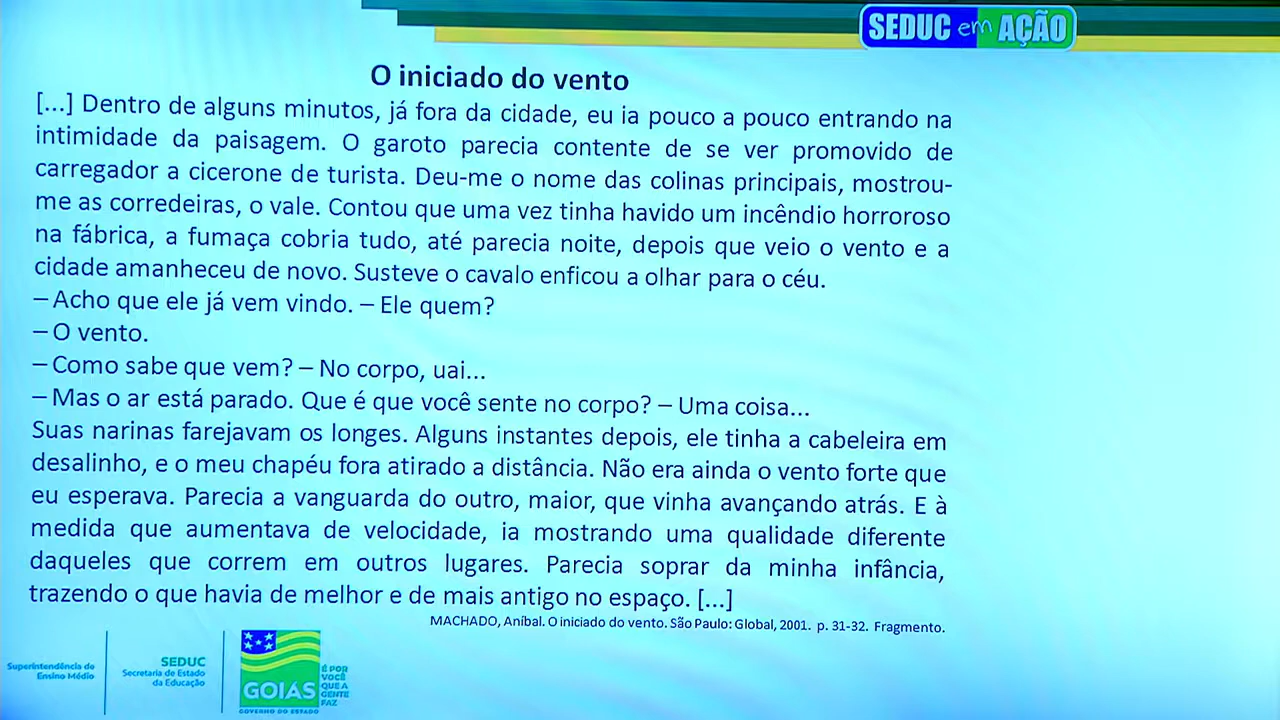 SEDUC em AÇÃO
O iniciado do vento
[...] Dentro de alguns minutos, já fora da cidade, eu ia pouco a pouco entrando na
intimidade da paisagem. O garoto parecia contente de se ver promovido de
carregador a cicerone de turista. Deu-me o nome das colinas principais, mostrou-
me as corredeiras, o vale. Contou que uma vez tinha havido um incêndio horroroso
na fábrica, a fumaça cobria tudo, até parecia noite, depois que veio o vento e a
cidade amanheceu de novo. Susteve o cavalo enficou a olhar para o céu.
– Acho que ele já vem vindo. – Ele quem?
– O vento.
– Como sabe que vem? – No corpo, uai...
– Mas o ar está parado. Que é que você sente no corpo? – Uma coisa...
Suas narinas farejavam os longes. Alguns instantes depois, ele tinha a cabeleira em
desalinho, e o meu chapéu fora atirado a distância. Não era ainda o vento forte que
eu esperava. Parecia a vanguarda do outro, maior, que vinha avançando atrás. E à
medida que aumentava de velocidade, ia mostrando uma qualidade diferente
daqueles que correm em outros lugares. Parecia soprar da minha infância,
trazendo o que havia de melhor e de mais antigo no espaço. [...]
MACHADO, Aníbal. O iniciado do vento. São Paulo: Global, 2001. p. 31-32. Fragmento.
Superintendência do
Ensino Médio
SEDUC
Secretaria de Estado
da Educação
GOIÁS
GOVERNO DO ESTADO
É POR
VOCÊ
QUE A
GENTE
FAZ